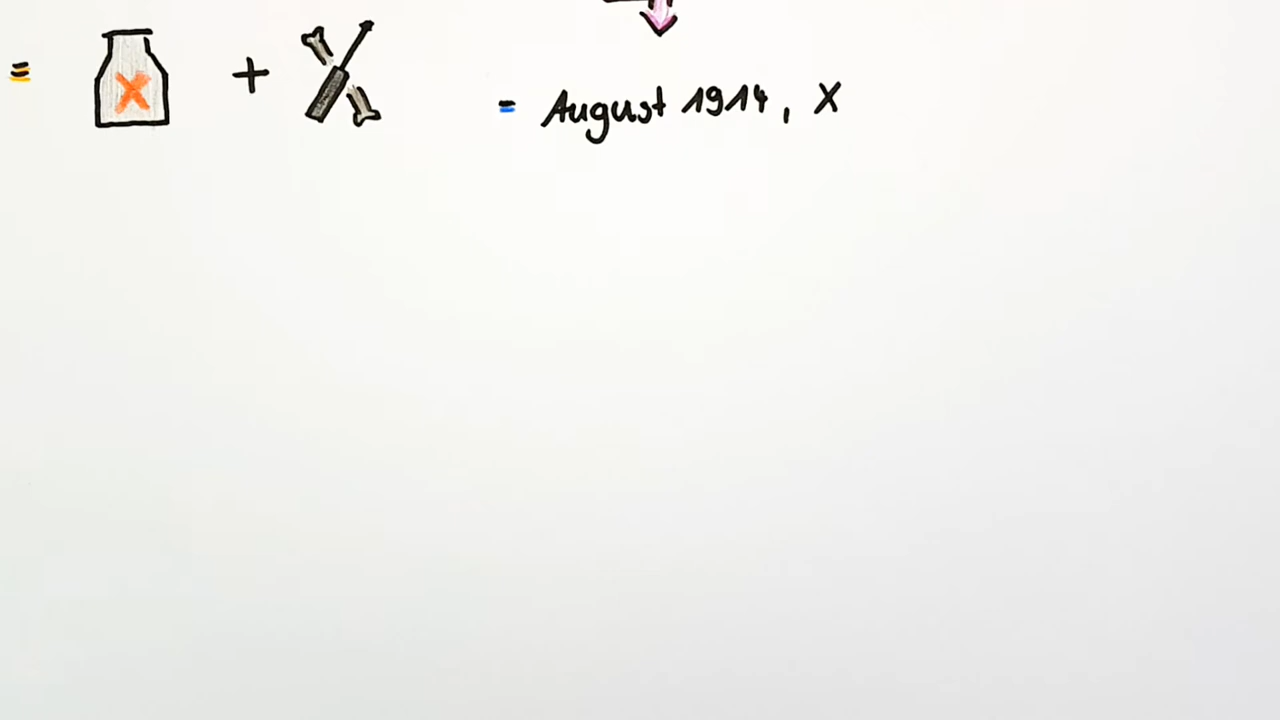 = X + = August 1914, X